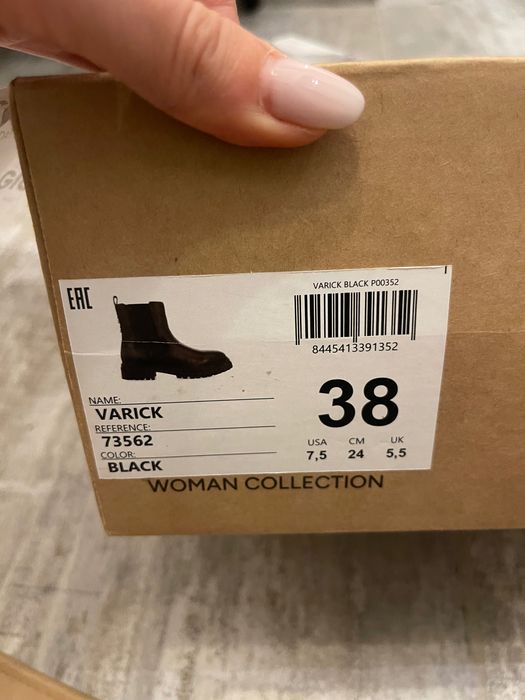 EAC
VARICK BLACK P00352
8445413391352
NAME:
VARICK
REFERENCE:
73562
COLOR:
BLACK
38
USA CM UK
7,5 24 5,5
WOMAN COLLECTION